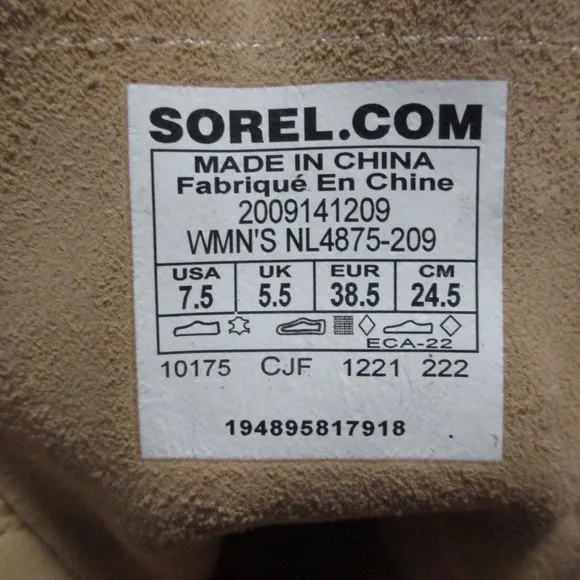 SOREL.COM
MADE IN CHINA
Fabriqué En Chine
2009141209
WMN'S NL4875-209
USA UK EUR CM
7.5 5.5 38.5 24.5
ECA-22
10175 CJF 1221 222
194895817918